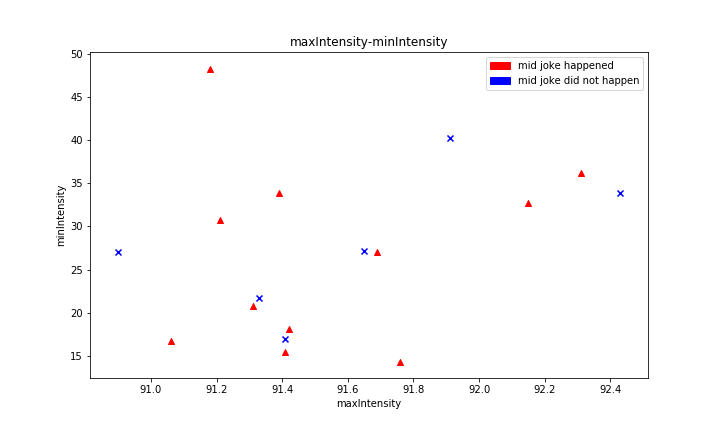 maxIntensity-minIntensity
mid joke happened
mid joke did not happen
50
45
40
35
30
25
20
15
minIntensity
91.0 91.2 91.4 91.6 91.8 92.0 92.2 92.4
maxIntensity